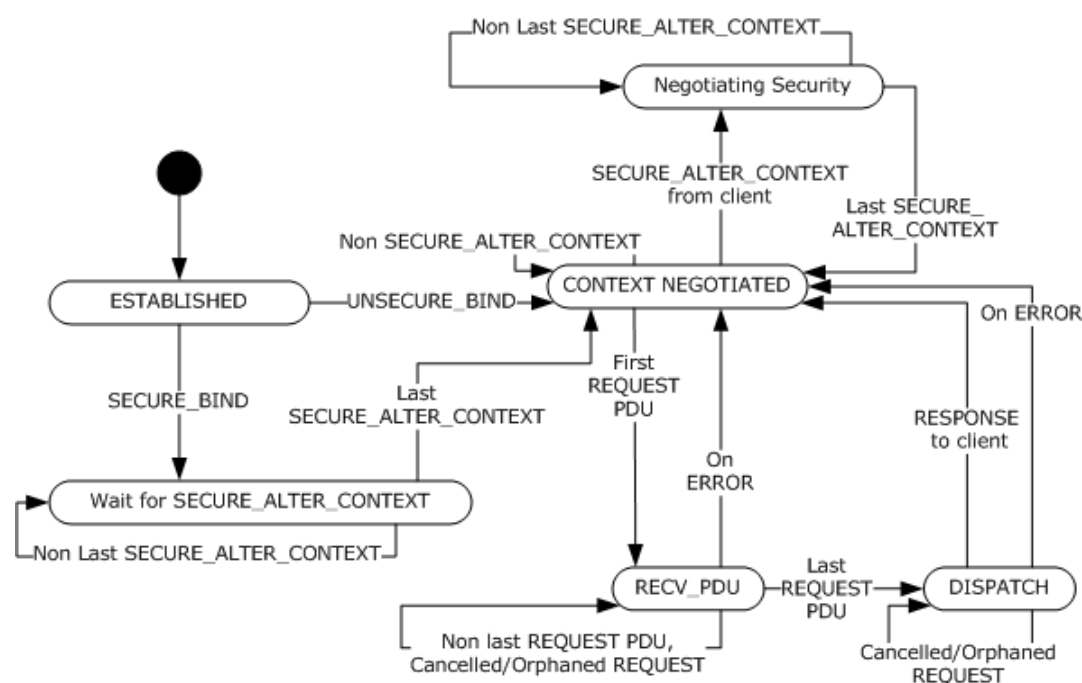 Non Last SECURE_ALTER_CONTEXT
Negotiating Security
SECURE_ALTER_CONTEXT
from client
Last SECURE_
ALTER_CONTEXT
Non SECURE_ALTER_CONTEXT
CONTEXT NEGOTIATED
ESTABLISHED
UNSECURE_BIND
On ERROR
First
REQUEST
PDU
SECURE_BIND
Last
SECURE_ALTER_CONTEXT
RESPONSE
to client
On
ERROR
Wait for SECURE_ALTER_CONTEXT
Non Last SECURE_ALTER_CONTEXT
RECV_PDU
Last
REQUEST
PDU
DISPATCH
Non last REQUEST PDU,
Cancelled/Orphaned REQUEST
Cancelled/Orphaned
REQUEST